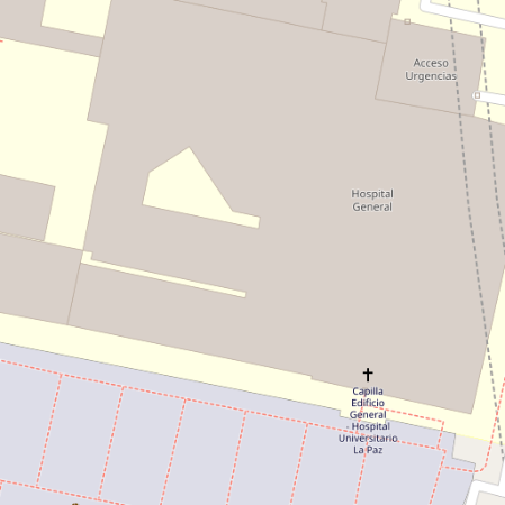 Acceso
Urgencias
Hospital
General
Capilla
Edificio
General
Hospital
Universitario
La Paz